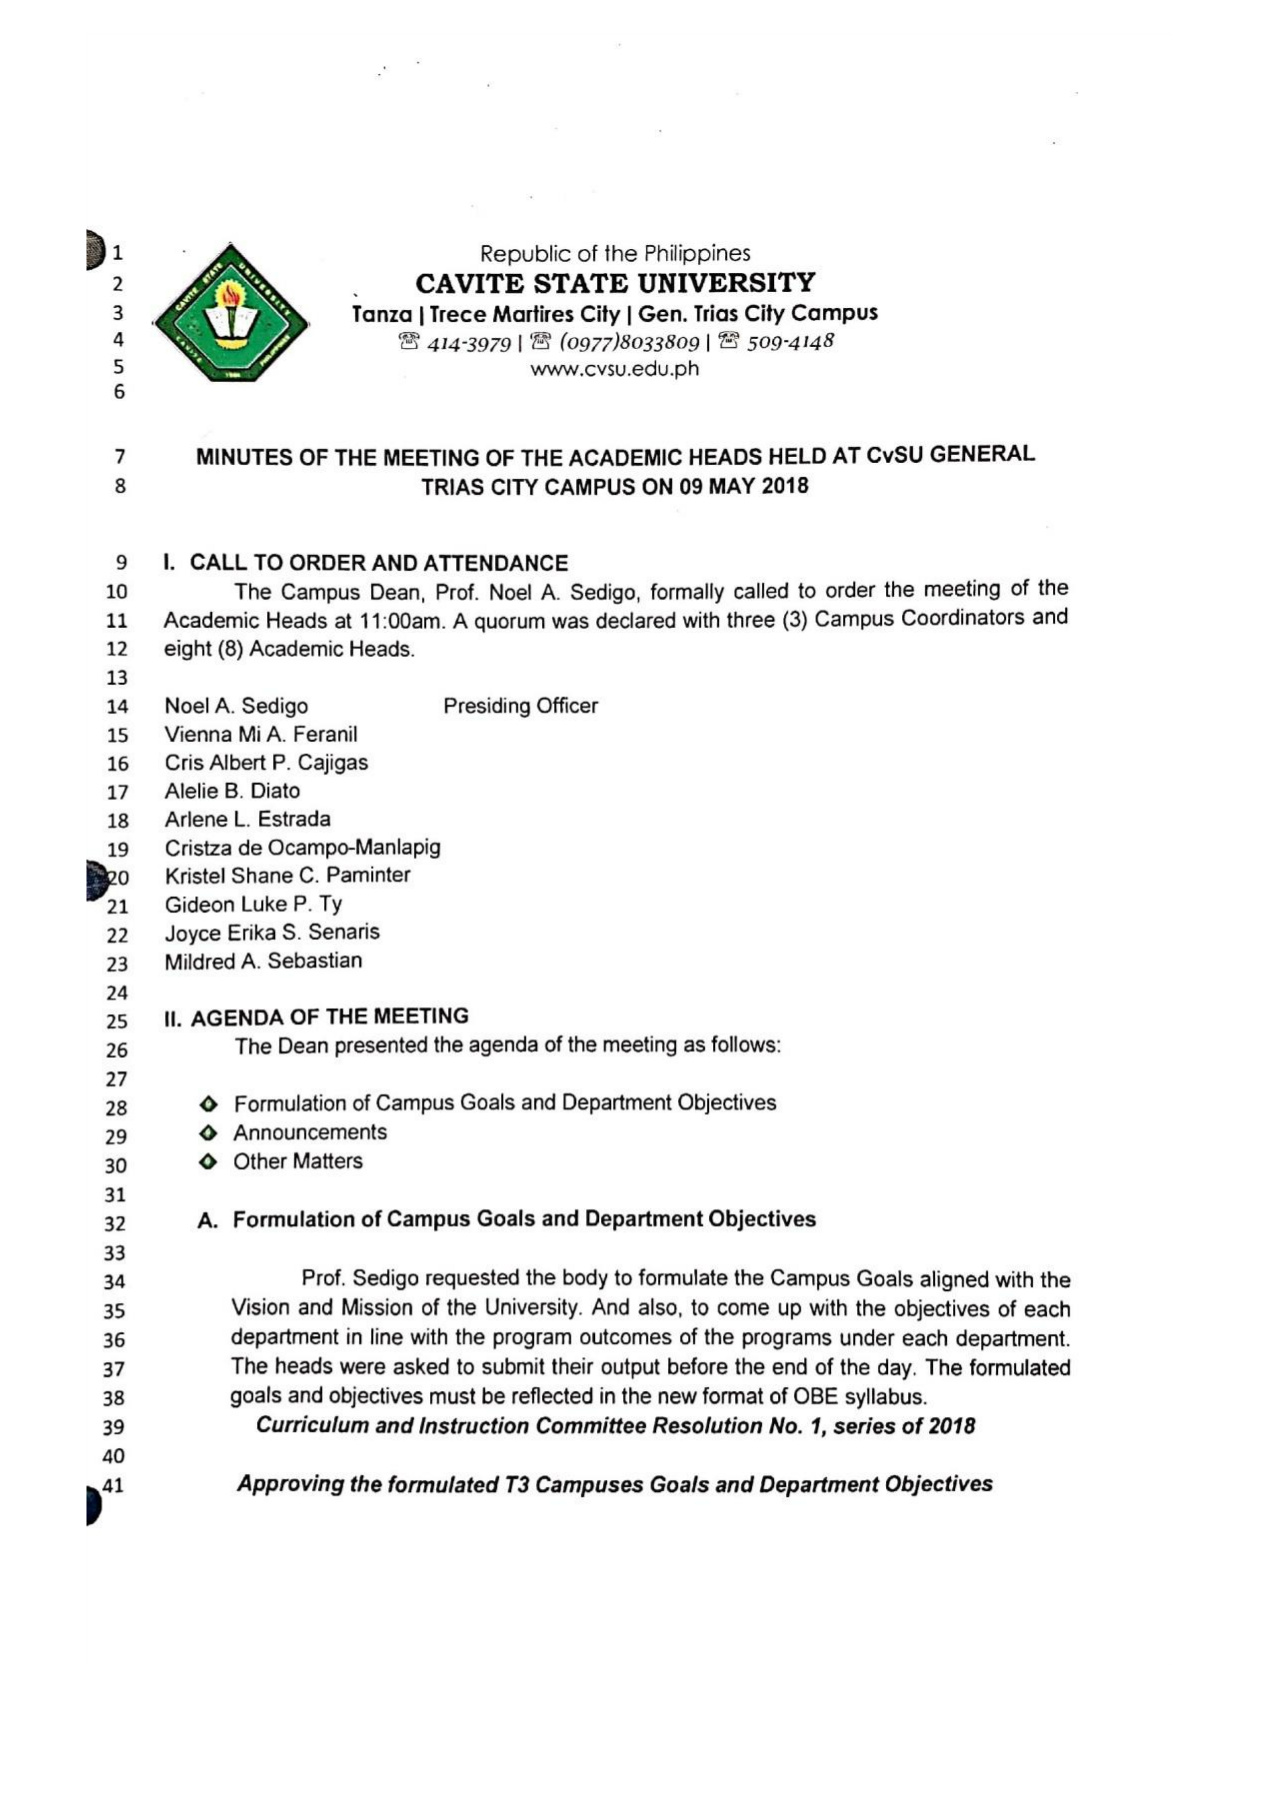 1 Republic of the Philippines
2 CAVITE STATE UNIVERSITY
3 Tanza | Trece Martires City | Gen. Trias City Campus
4 ☏ 414-3979 | ☏ (0977)8033809 | ☏ 509-4148
5 www.cvsu.edu.ph
6
CAVITE STATE UNIVERSITY
CAVITE PHILIPPINES
7 MINUTES OF THE MEETING OF THE ACADEMIC HEADS HELD AT CvSU GENERAL
8 TRIAS CITY CAMPUS ON 09 MAY 2018
9 I. CALL TO ORDER AND ATTENDANCE
10 The Campus Dean, Prof. Noel A. Sedigo, formally called to order the meeting of the
11 Academic Heads at 11:00am. A quorum was declared with three (3) Campus Coordinators and
12 eight (8) Academic Heads.
13
14 Noel A. Sedigo Presiding Officer
15 Vienna Mi A. Feranil
16 Cris Albert P. Cajigas
17 Alelie B. Diato
18 Arlene L. Estrada
19 Cristza de Ocampo-Manlapig
20 Kristel Shane C. Paminter
21 Gideon Luke P. Ty
22 Joyce Erika S. Senaris
23 Mildred A. Sebastian
24
25 II. AGENDA OF THE MEETING
26 The Dean presented the agenda of the meeting as follows:
27
28 Formulation of Campus Goals and Department Objectives
29 Announcements
30 Other Matters
31
32 A. Formulation of Campus Goals and Department Objectives
33
34 Prof. Sedigo requested the body to formulate the Campus Goals aligned with the
35 Vision and Mission of the University. And also, to come up with the objectives of each
36 department in line with the program outcomes of the programs under each department.
37 The heads were asked to submit their output before the end of the day. The formulated
38 goals and objectives must be reflected in the new format of OBE syllabus.
39 Curriculum and Instruction Committee Resolution No. 1, series of 2018
40
41 Approving the formulated T3 Campuses Goals and Department Objectives